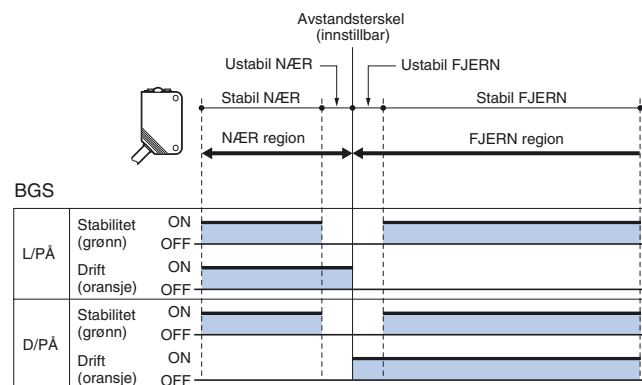 Avstandsterskel
(innstillbar)
Ustabil NÆR
Ustabil FJERN
Stabil NÆR
Stabil FJERN
NÆR region
FJERN region
BGS
L/PÅ
Stabilitet
(grønn)
ON
OFF
Drift
(oransje)
ON
OFF
D/PÅ
Stabilitet
(grønn)
ON
OFF
Drift
(oransje)
ON
OFF